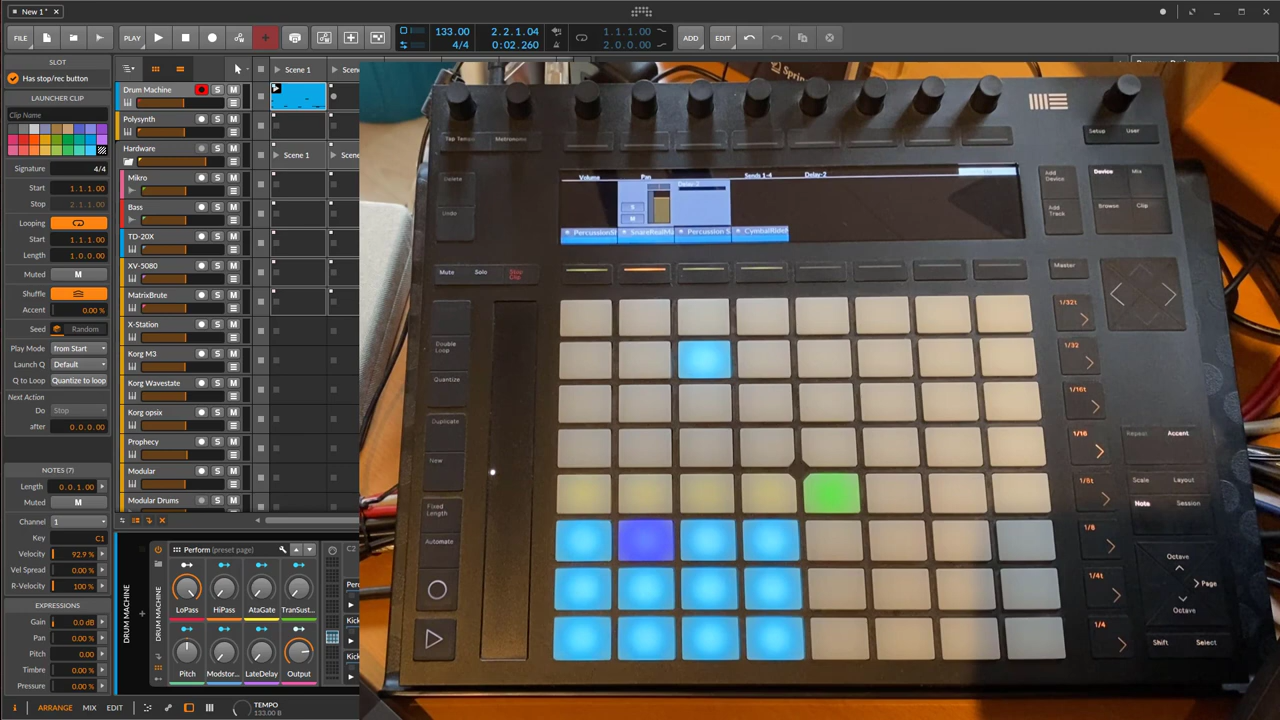 New 1 *
FILE
PLAY
133.00
4/4
2.2.1.04
0:02.260
1.1.1.00
2.0.0.00
ADD
EDIT
SLOT
Has stop/rec button
LAUNCHER CLIP
Clip Name
Signature
4/4
Start
1.1.1.00
Stop
2.1.1.00
Looping
Start
1.1.1.00
Length
1.0.0.00
Muted
M
Shuffle
Accent
0.00 %
Seed
Random
Play Mode
from Start
Launch Q
Default
Q to Loop
Quantize to loop
Next Action
Do
Stop
after
0.0.0.00
NOTES (7)
Length
0.0.1.00
Muted
M
Channel
1
Key
C1
Velocity
92.9 %
Vel Spread
0.00 %
R-Velocity
100 %
EXPRESSIONS
Gain
0.0 dB
Pan
0.00 %
Pitch
0.00
Timbre
0.00 %
Pressure
0.00 %
Scene 1
Drum Machine
S M
Polysynth
S M
Hardware
S M
Scene 1
Mikro
S M
Bass
S M
TD-20X
S M
XV-5080
S M
MatrixBrute
S M
X-Station
S M
Korg M3
S M
Korg Wavestate
S M
Korg opsix
S M
Prophecy
S M
Modular
S M
Modular Drums
S M
DRUM MACHINE
DRUM MACHINE
Perform (preset page)
LoPass
HiPass
AtaGate
TranSust...
Pitch
Modstor...
LateDelay
Output
C2
ARRANGE
MIX
EDIT
TEMPO
133.00 B
Tap Tempo
Metronome
Setup
User
Delete
Undo
Volume
Pan
Sends 1-4
Delay-2
Delay-2
S
M
Add Device
Add Track
Device
Mix
Browse
Clip
Mute
Solo
Stop Clip
Master
Double Loop
Quantize
Duplicate
New
Fixed Length
Automate
1/32t
1/32
1/16t
1/16
1/8t
1/8
1/4t
1/4
Repeat
Accent
Scale
Layout
Note
Session
Octave
Page
Octave
Shift
Select